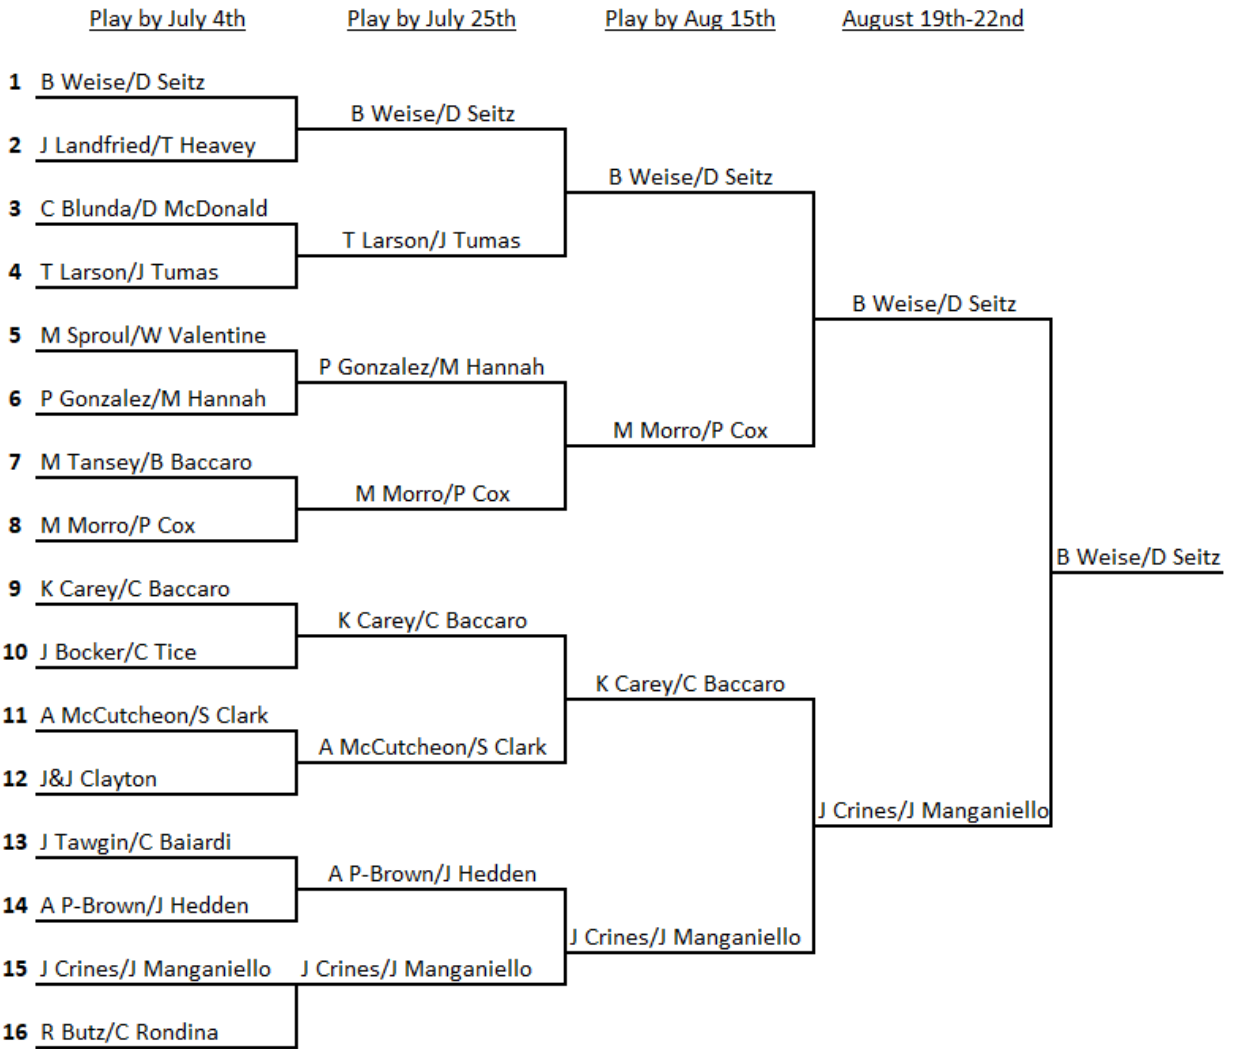 Play by July 4th Play by July 25th Play by Aug 15th August 19th-22nd
1 B Weise/D Seitz
B Weise/D Seitz
2 J Landfried/T Heavey
B Weise/D Seitz
3 C Blunda/D McDonald
T Larson/J Tumas
4 T Larson/J Tumas
B Weise/D Seitz
5 M Sproul/W Valentine
P Gonzalez/M Hannah
6 P Gonzalez/M Hannah
M Morro/P Cox
7 M Tansey/B Baccaro
M Morro/P Cox
8 M Morro/P Cox
B Weise/D Seitz
9 K Carey/C Baccaro
K Carey/C Baccaro
10 J Bocker/C Tice
K Carey/C Baccaro
11 A McCutcheon/S Clark
A McCutcheon/S Clark
12 J&J Clayton
J Crines/J Manganiello
13 J Tawgin/C Baiardi
A P-Brown/J Hedden
14 A P-Brown/J Hedden
J Crines/J Manganiello
15 J Crines/J Manganiello J Crines/J Manganiello
16 R Butz/C Rondina